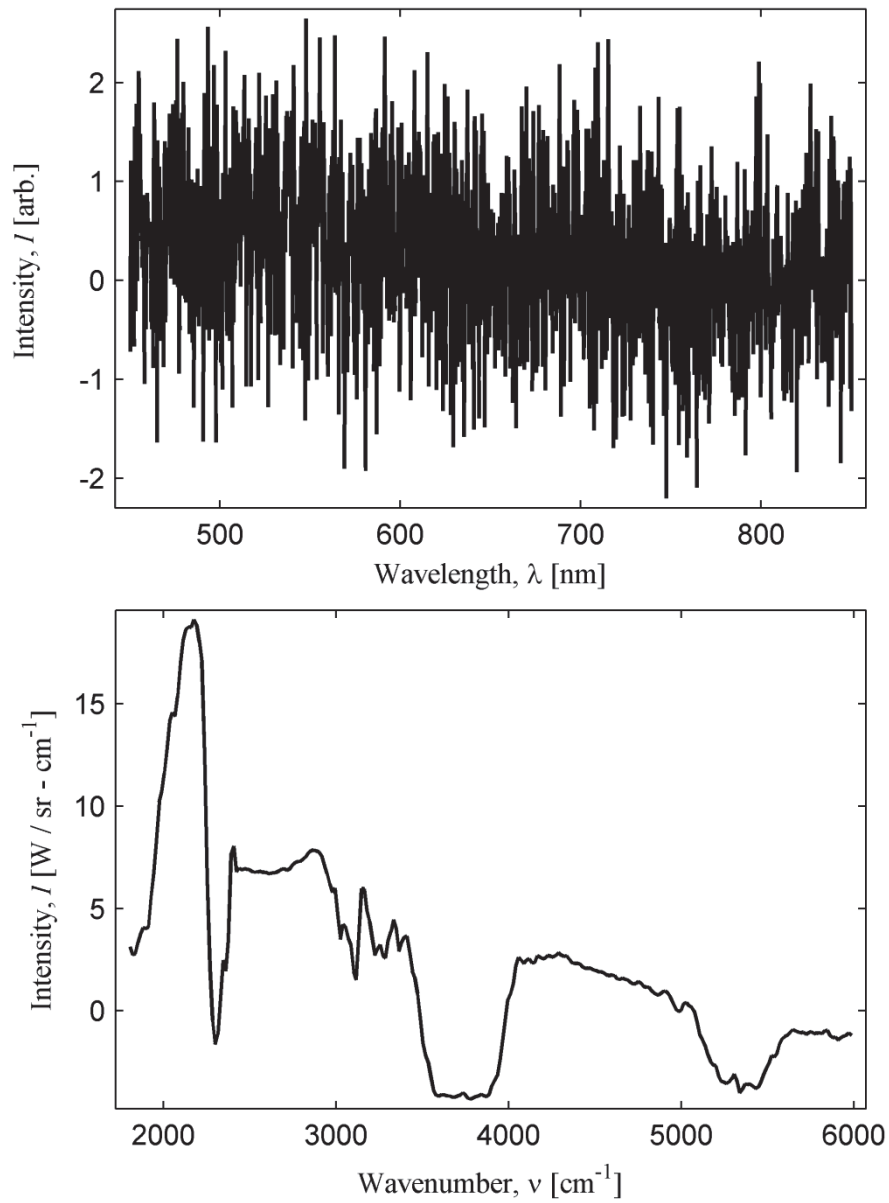 2
1
0
-1
-2
Intensity, I [arb.]
500 600 700 800
Wavelength, λ [nm]
15
10
5
0
Intensity, I [W / sr - cm⁻¹]
2000 3000 4000 5000 6000
Wavenumber, ν [cm⁻¹]